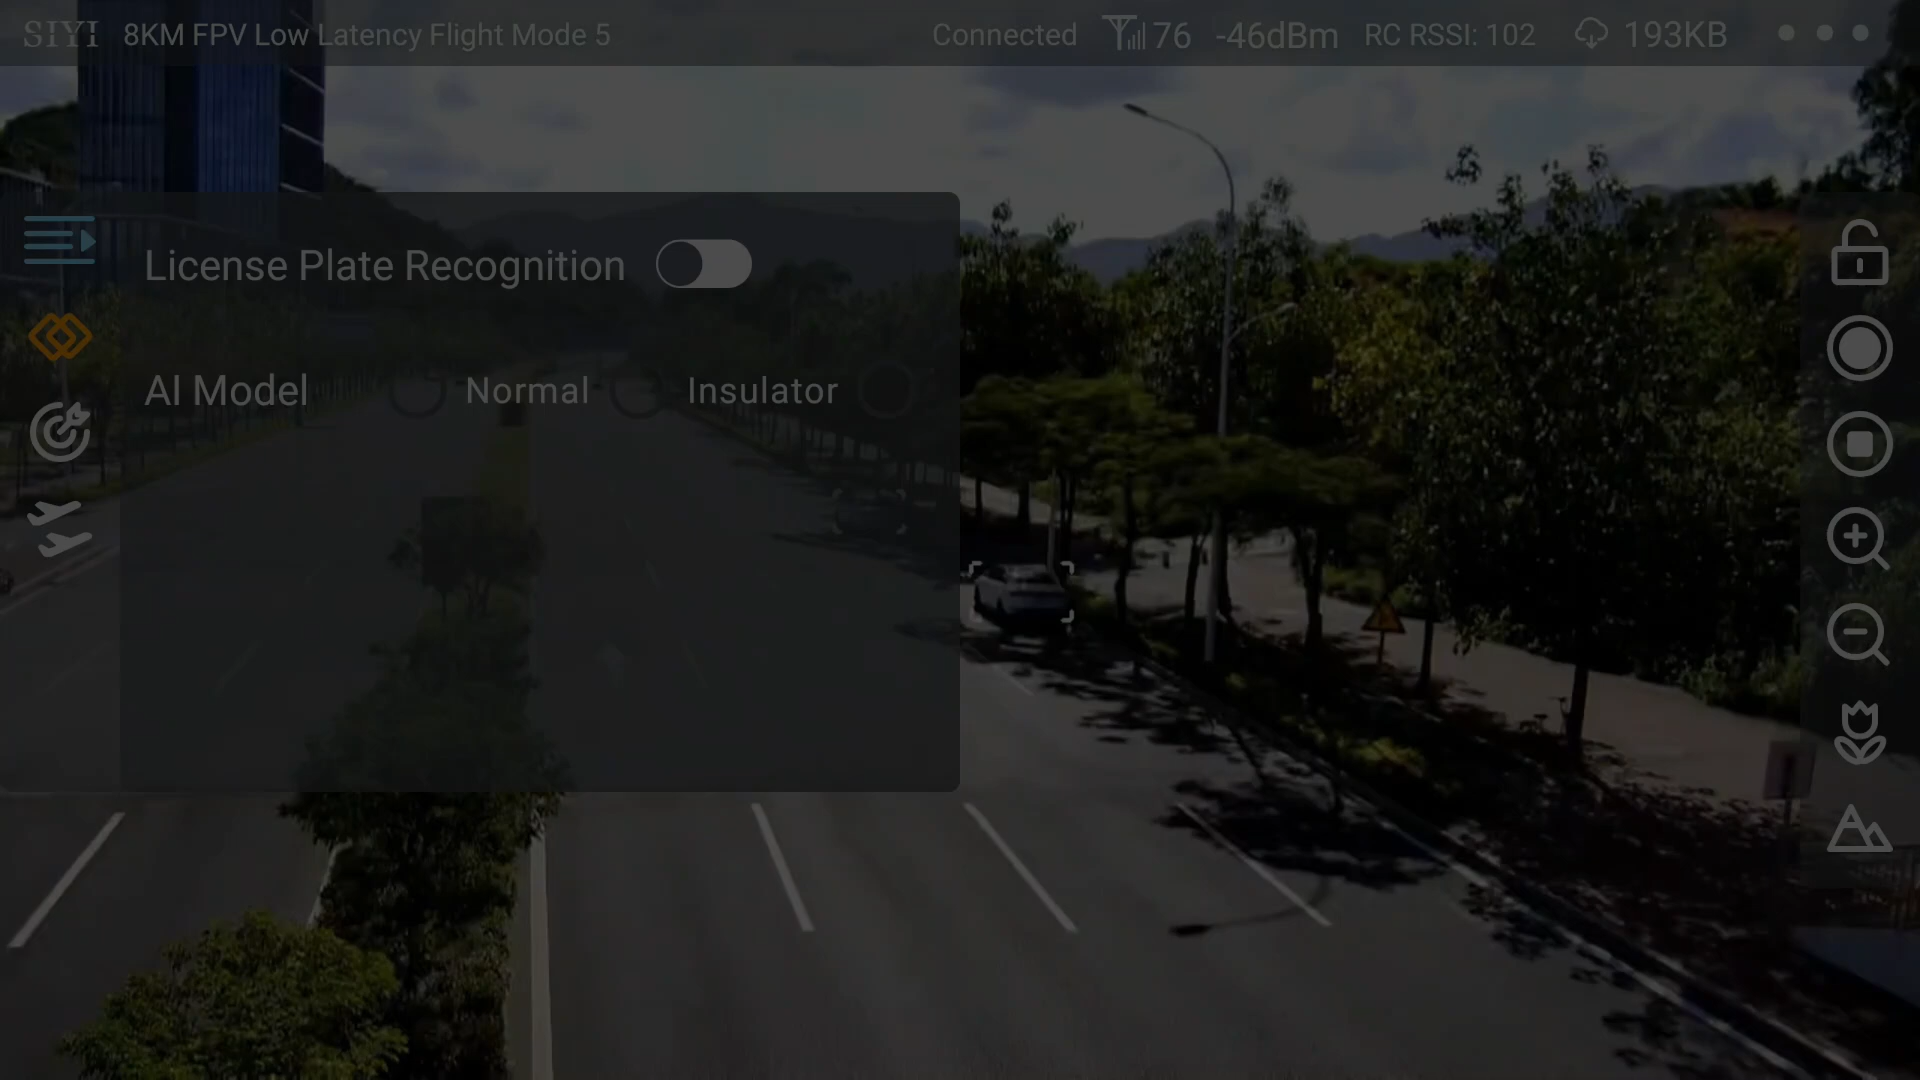 SIYI 8KM FPV Low Latency Flight Mode 5 Connected 76 -46dBm RC RSSI: 102 193KB
License Plate Recognition
AI Model Normal Insulator